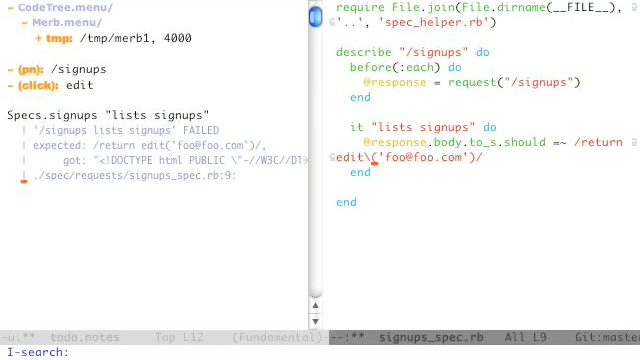 - CodeTree.menu/
- Merb.menu/
+ tmp: /tmp/merb1, 4000
- (pn): /signups
- (click): edit
Specs.signups "lists signups"
| '/signups lists signups' FAILED
| expected: /return edit('foo@foo.com')/,
| got: "<!DOCTYPE html PUBLIC \"-//W3C//DT
| ./spec/requests/signups_spec.rb:9:
-u:** todo.notes Top L12 (Fundamental)
I-search:
require File.join(File.dirname(__FILE__),
'..', 'spec_helper.rb')
describe "/signups" do
before(:each) do
@response = request("/signups")
end
it "lists signups" do
@response.body.to_s.should =~ /return
edit\('foo@foo.com')/
end
end
--:** signups_spec.rb All L9 Git:master